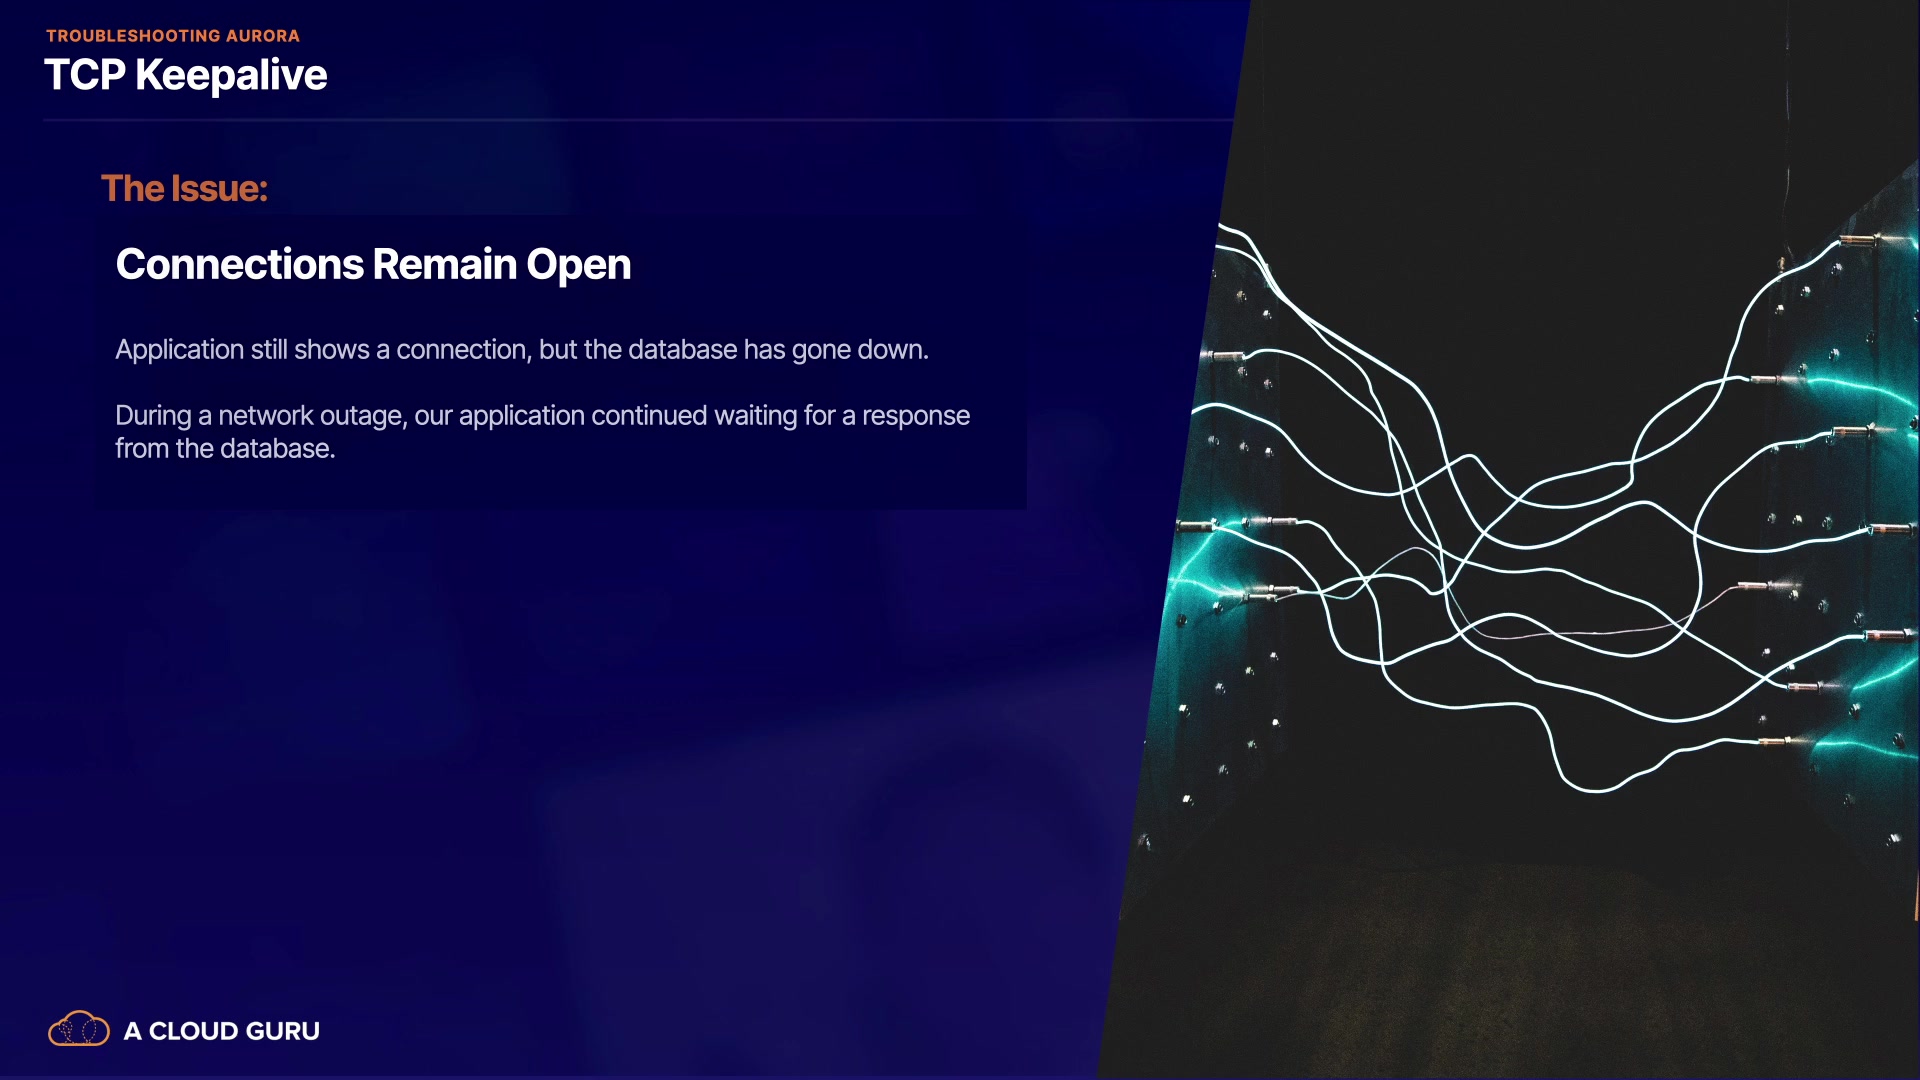 TROUBLESHOOTING AURORA
TCP Keepalive
The Issue:
Connections Remain Open
Application still shows a connection, but the database has gone down.
During a network outage, our application continued waiting for a response
from the database.
A CLOUD GURU